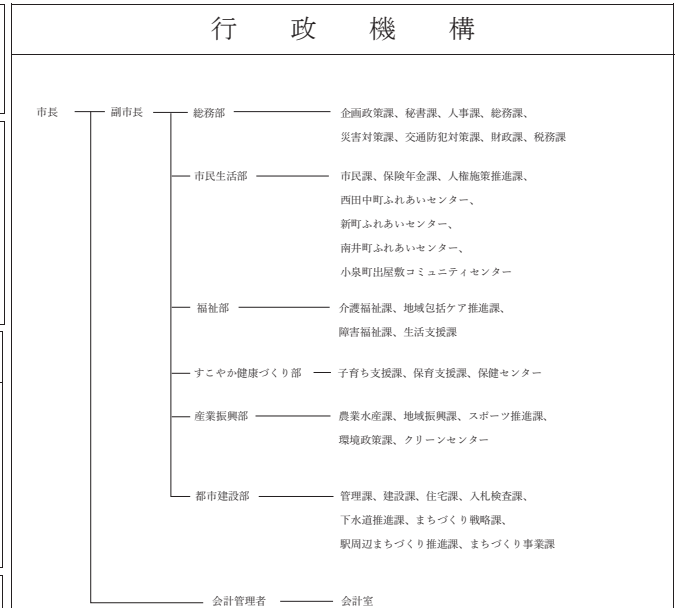 行政機構
市長 副市長 総務部 企画政策課、秘書課、人事課、総務課、
災害対策課、交通防犯対策課、財政課、税務課
市民生活部 市民課、保険年金課、人権施策推進課、
西田中町ふれあいセンター、
新町ふれあいセンター、
南井町ふれあいセンター、
小泉町出屋敷コミュニティセンター
福祉部 介護福祉課、地域包括ケア推進課、
障害福祉課、生活支援課
すこやか健康づくり部 子育ち支援課、保育支援課、保健センター
産業振興部 農業水産課、地域振興課、スポーツ推進課、
環境政策課、クリーンセンター
都市建設部 管理課、建設課、住宅課、入札検査課、
下水道推進課、まちづくり戦略課、
駅周辺まちづくり推進課、まちづくり事業課
会計管理者 会計室